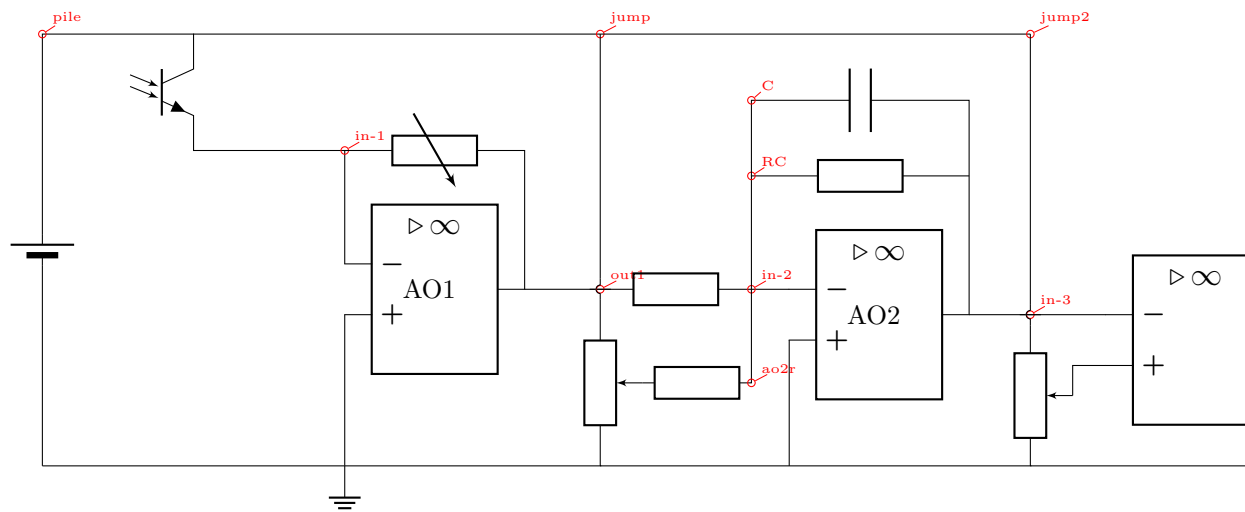 pile
jump
jump2
C
in-1
RC
▷∞
−
AO1
+
out1
in-2
▷∞
−
AO2
+
ao2r
in-3
▷∞
−
+